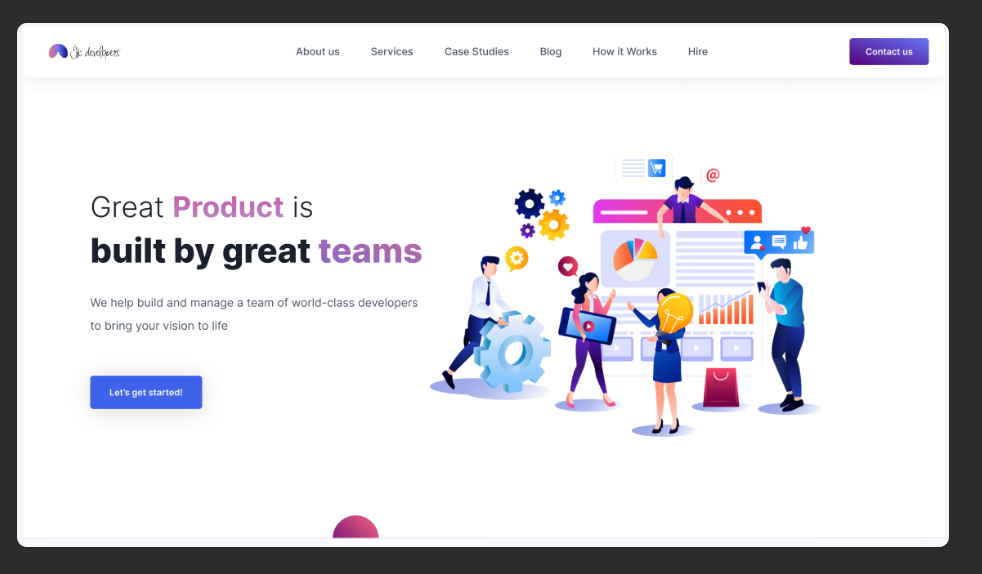 Jk developers
About us
Services
Case Studies
Blog
How it Works
Hire
Contact us
@
Great Product is
built by great teams
We help build and manage a team of world-class developers
to bring your vision to life
Let's get started!